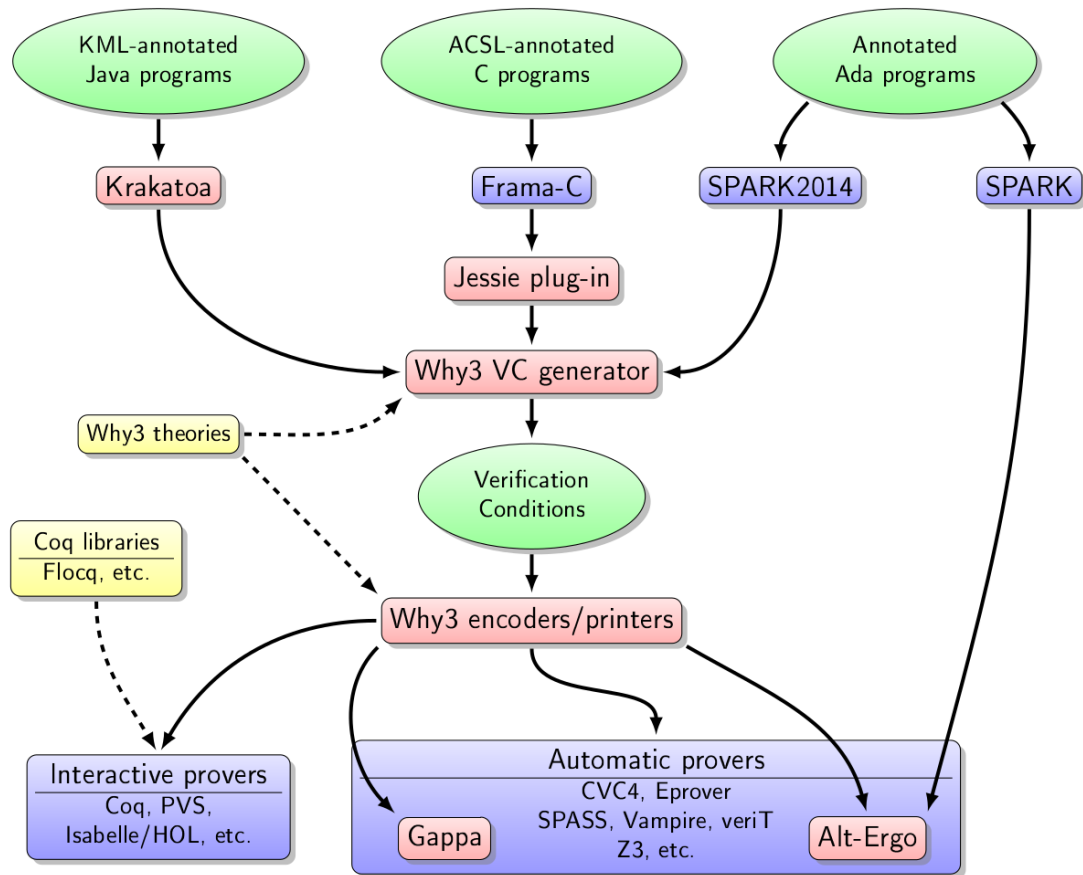 KML-annotated
Java programs
ACSL-annotated
C programs
Annotated
Ada programs
Krakatoa
Frama-C
SPARK2014
SPARK
Jessie plug-in
Why3 VC generator
Why3 theories
Verification
Conditions
Coq libraries
Flocq, etc.
Why3 encoders/printers
Interactive provers
Coq, PVS,
Isabelle/HOL, etc.
Automatic provers
CVC4, Eprover
SPASS, Vampire, veriT
Z3, etc.
Gappa
Alt-Ergo